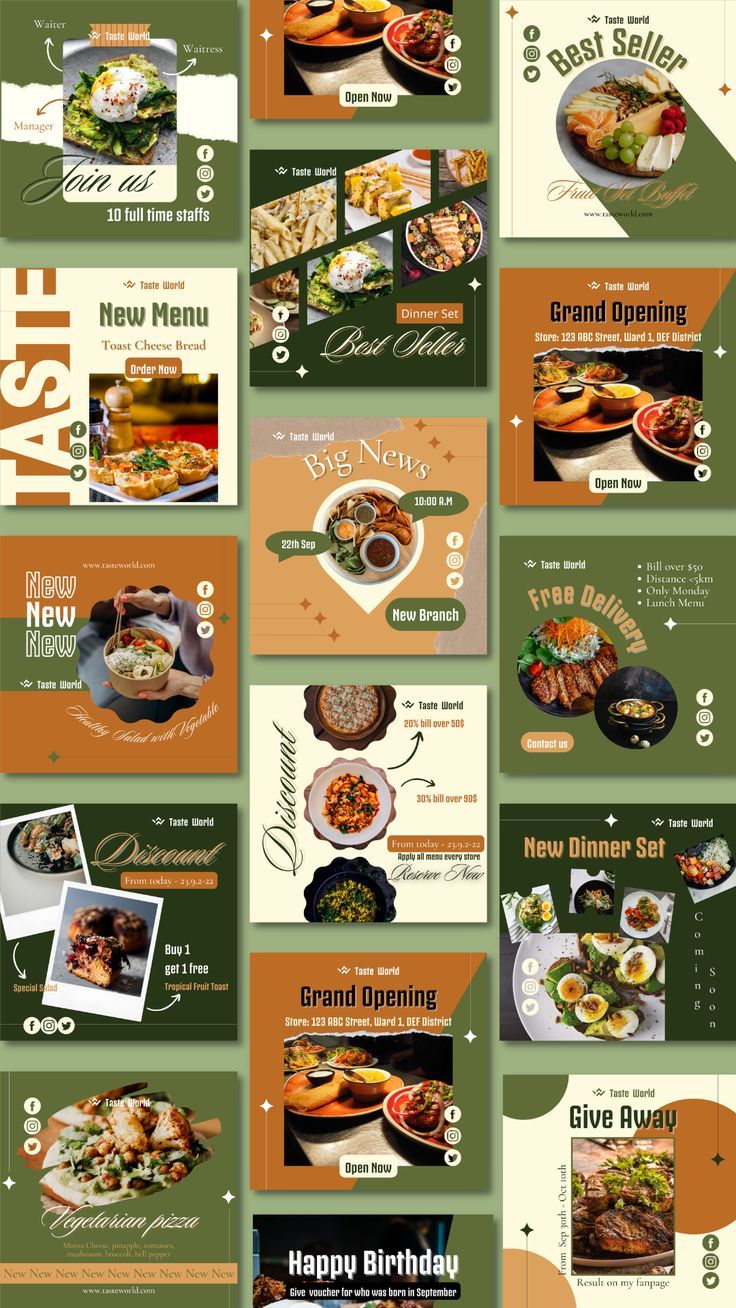 Waiter
Taste World
Waitress
Manager
Join us
10 full time staffs
TASTE
Taste World
New Menu
Toast Cheese Bread
Order Now
www.tasteworld.com
New
New
New
Taste World
Healthy Salad with Vegetable
Taste World
Discount
From today - 23.9.2-22
Buy 1
get 1 free
Special Salad
Tropical Fruit Toast
Taste World
Vegetarian pizza
Mozza Cheese, pineapple, tomatoes,
mushroom, broccoli, bell pepper
New New New New New New New New New
www.tasteworld.com
Open Now
Taste World
Dinner Set
Best Seller
Taste World
Big News
10:00 A.M
22th Sep
New Branch
Taste World
Discount
20% bill over 50$
30% bill over 90$
From today - 23.9.2-22
Apply all menu every store
Reserve Now
Taste World
Grand Opening
Store: 123 ABC Street, Ward 1, DEF District
Open Now
Happy Birthday
Give voucher for who was born in September
Taste World
Best Seller
Fruit Set Buffet
www.tasteworld.com
Taste World
Grand Opening
Store: 123 ABC Street, Ward 1, DEF District
Open Now
Taste World
• Bill over $50
• Distance <5km
• Only Monday
• Lunch Menu
Free Delivery
Contact us
Taste World
New Dinner Set
Coming
Soon
Taste World
Give Away
From Sep 30th - Oct 10th
Result on my fanpage